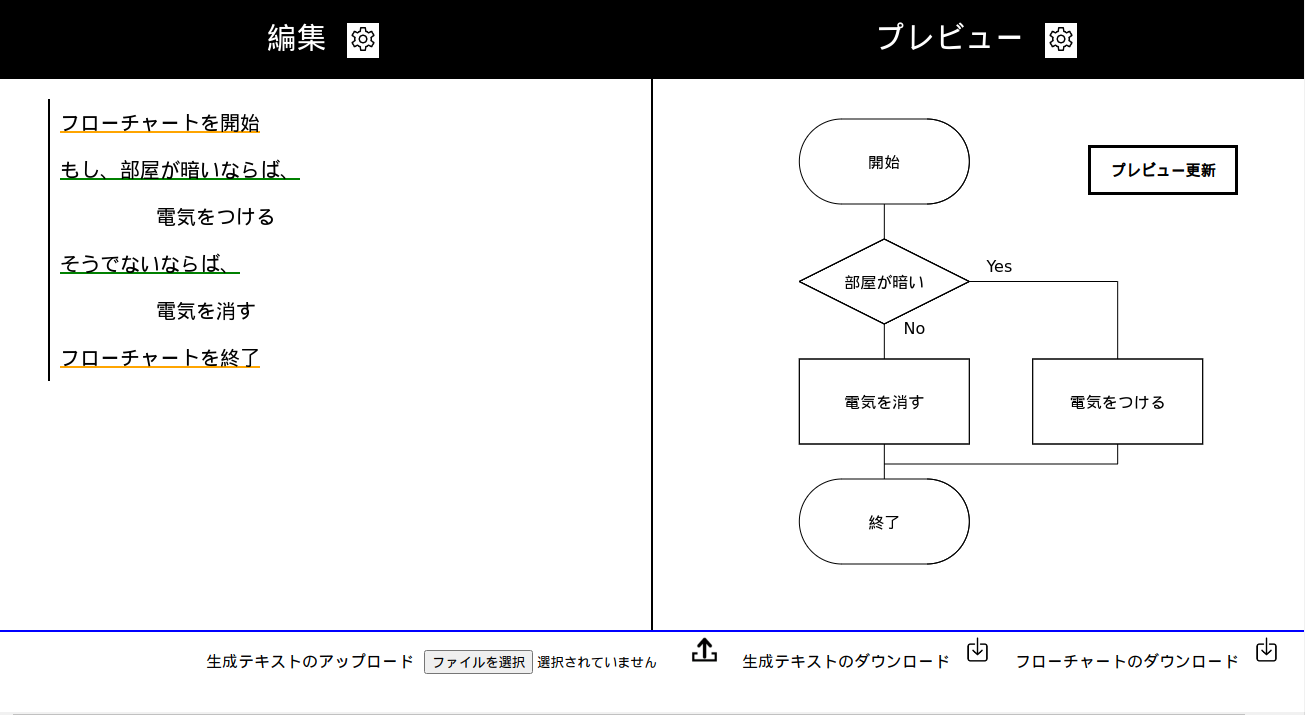 編集
プレビュー
フローチャートを開始
もし、部屋が暗いならば、
電気をつける
そうでないならば、
電気を消す
フローチャートを終了
開始
プレビュー更新
部屋が暗い
Yes
No
電気を消す
電気をつける
終了
生成テキストのアップロード ファイルを選択 選択されていません
生成テキストのダウンロード
フローチャートのダウンロード